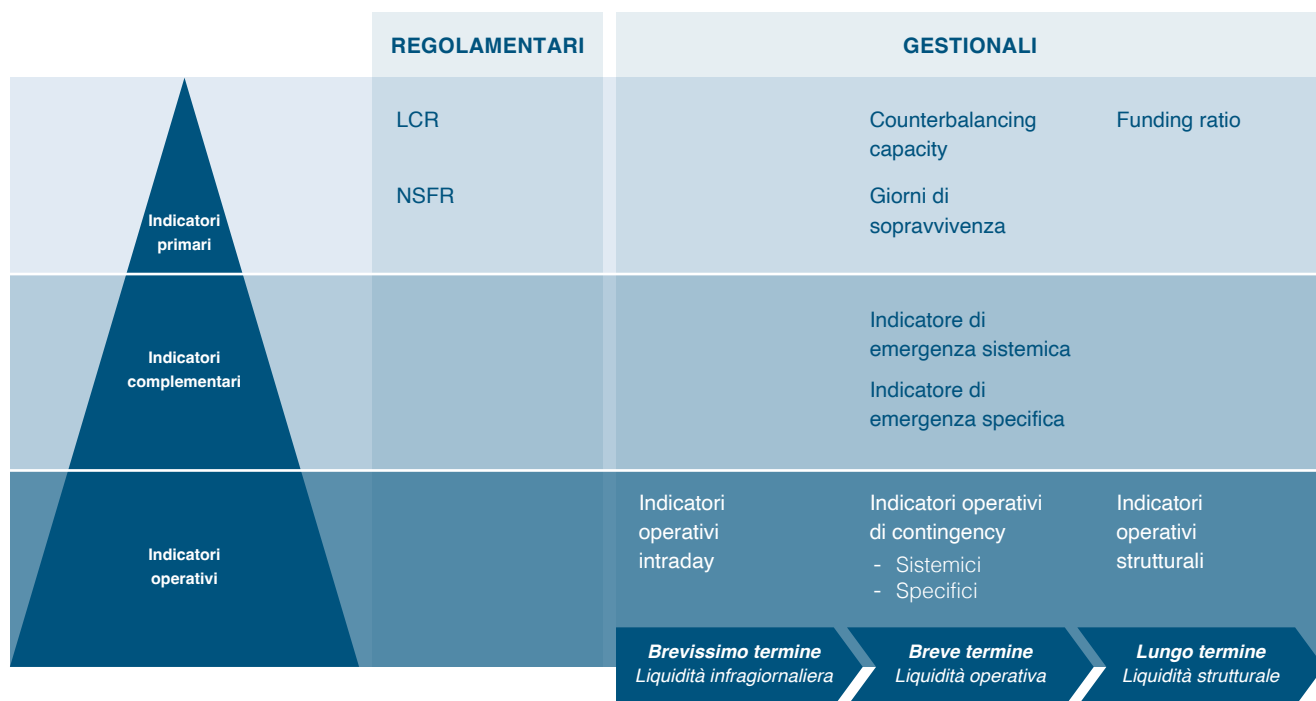 REGOLAMENTARI
GESTIONALI
Indicatori
primari
LCR
NSFR
Counterbalancing
capacity
Giorni di
sopravvivenza
Funding ratio
Indicatori
complementari
Indicatore di
emergenza sistemica
Indicatore di
emergenza specifica
Indicatori
operativi
Indicatori
operativi
intraday
Indicatori operativi
di contingency
- Sistemici
- Specifici
Indicatori
operativi
strutturali
Brevissimo termine
Liquidità infragiornaliera
Breve termine
Liquidità operativa
Lungo termine
Liquidità strutturale